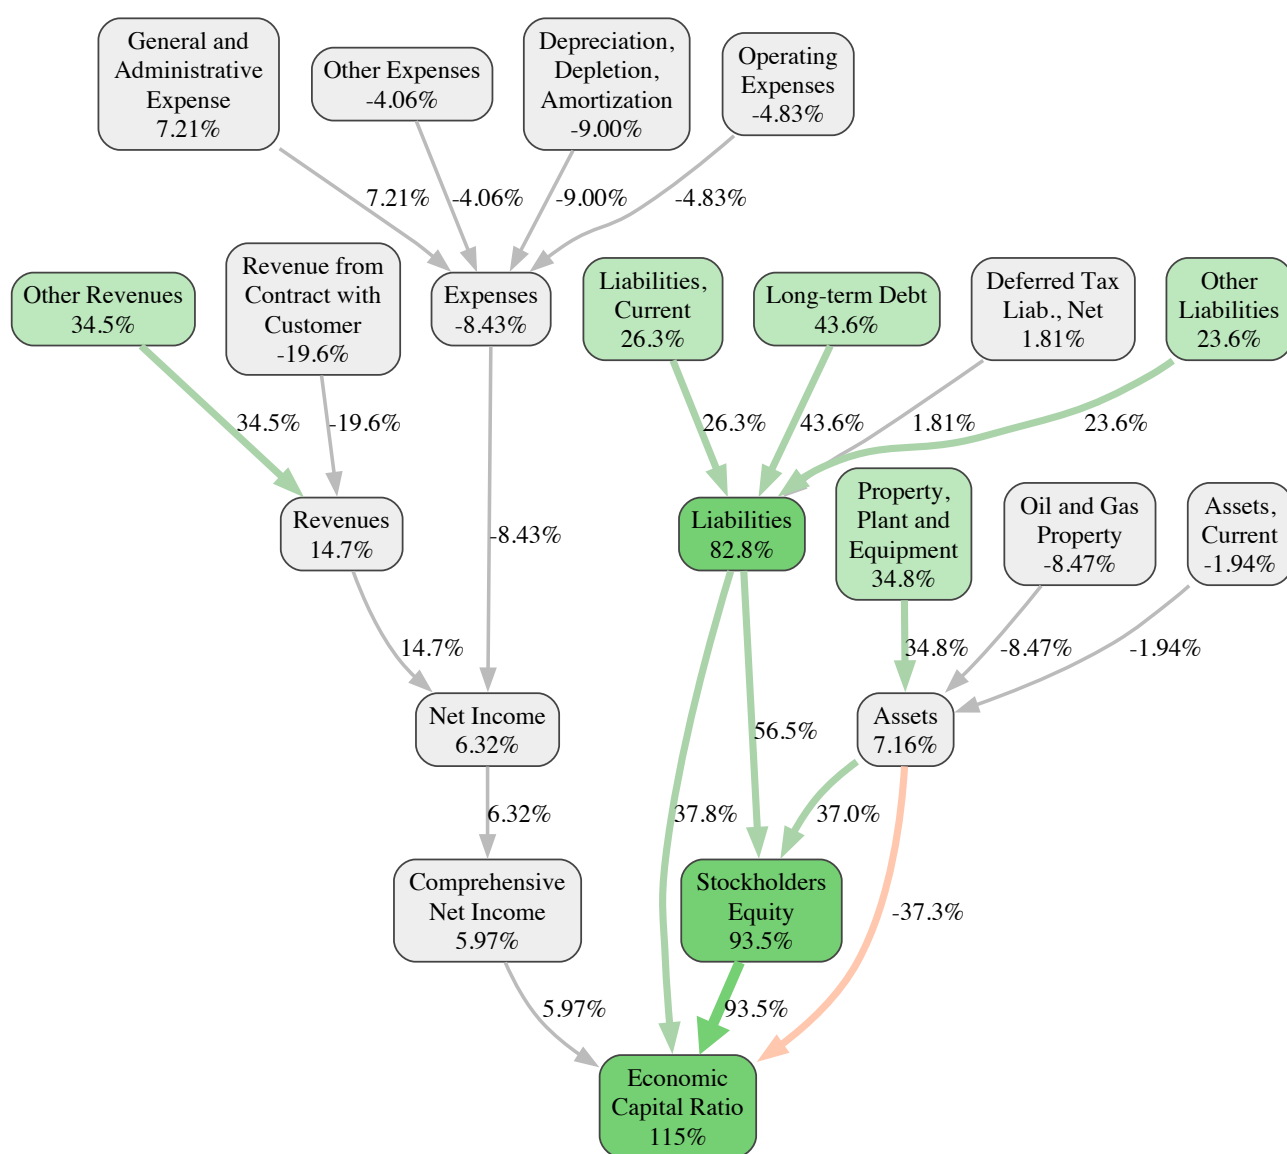 General and
Administrative
Expense
7.21%
Other Expenses
-4.06%
Depreciation,
Depletion,
Amortization
-9.00%
Operating
Expenses
-4.83%
7.21%
-4.06%
-9.00%
-4.83%
Other Revenues
34.5%
Revenue from
Contract with
Customer
-19.6%
Expenses
-8.43%
Liabilities,
Current
26.3%
Long-term Debt
43.6%
Deferred Tax
Liab., Net
1.81%
Other
Liabilities
23.6%
34.5%
-19.6%
26.3%
43.6%
1.81%
23.6%
Revenues
14.7%
-8.43%
Liabilities
82.8%
Property,
Plant and
Equipment
34.8%
Oil and Gas
Property
-8.47%
Assets,
Current
-1.94%
14.7%
34.8%
-8.47%
-1.94%
Net Income
6.32%
56.5%
Assets
7.16%
6.32%
37.8%
37.0%
Comprehensive
Net Income
5.97%
Stockholders
Equity
93.5%
-37.3%
5.97%
93.5%
Economic
Capital Ratio
115%